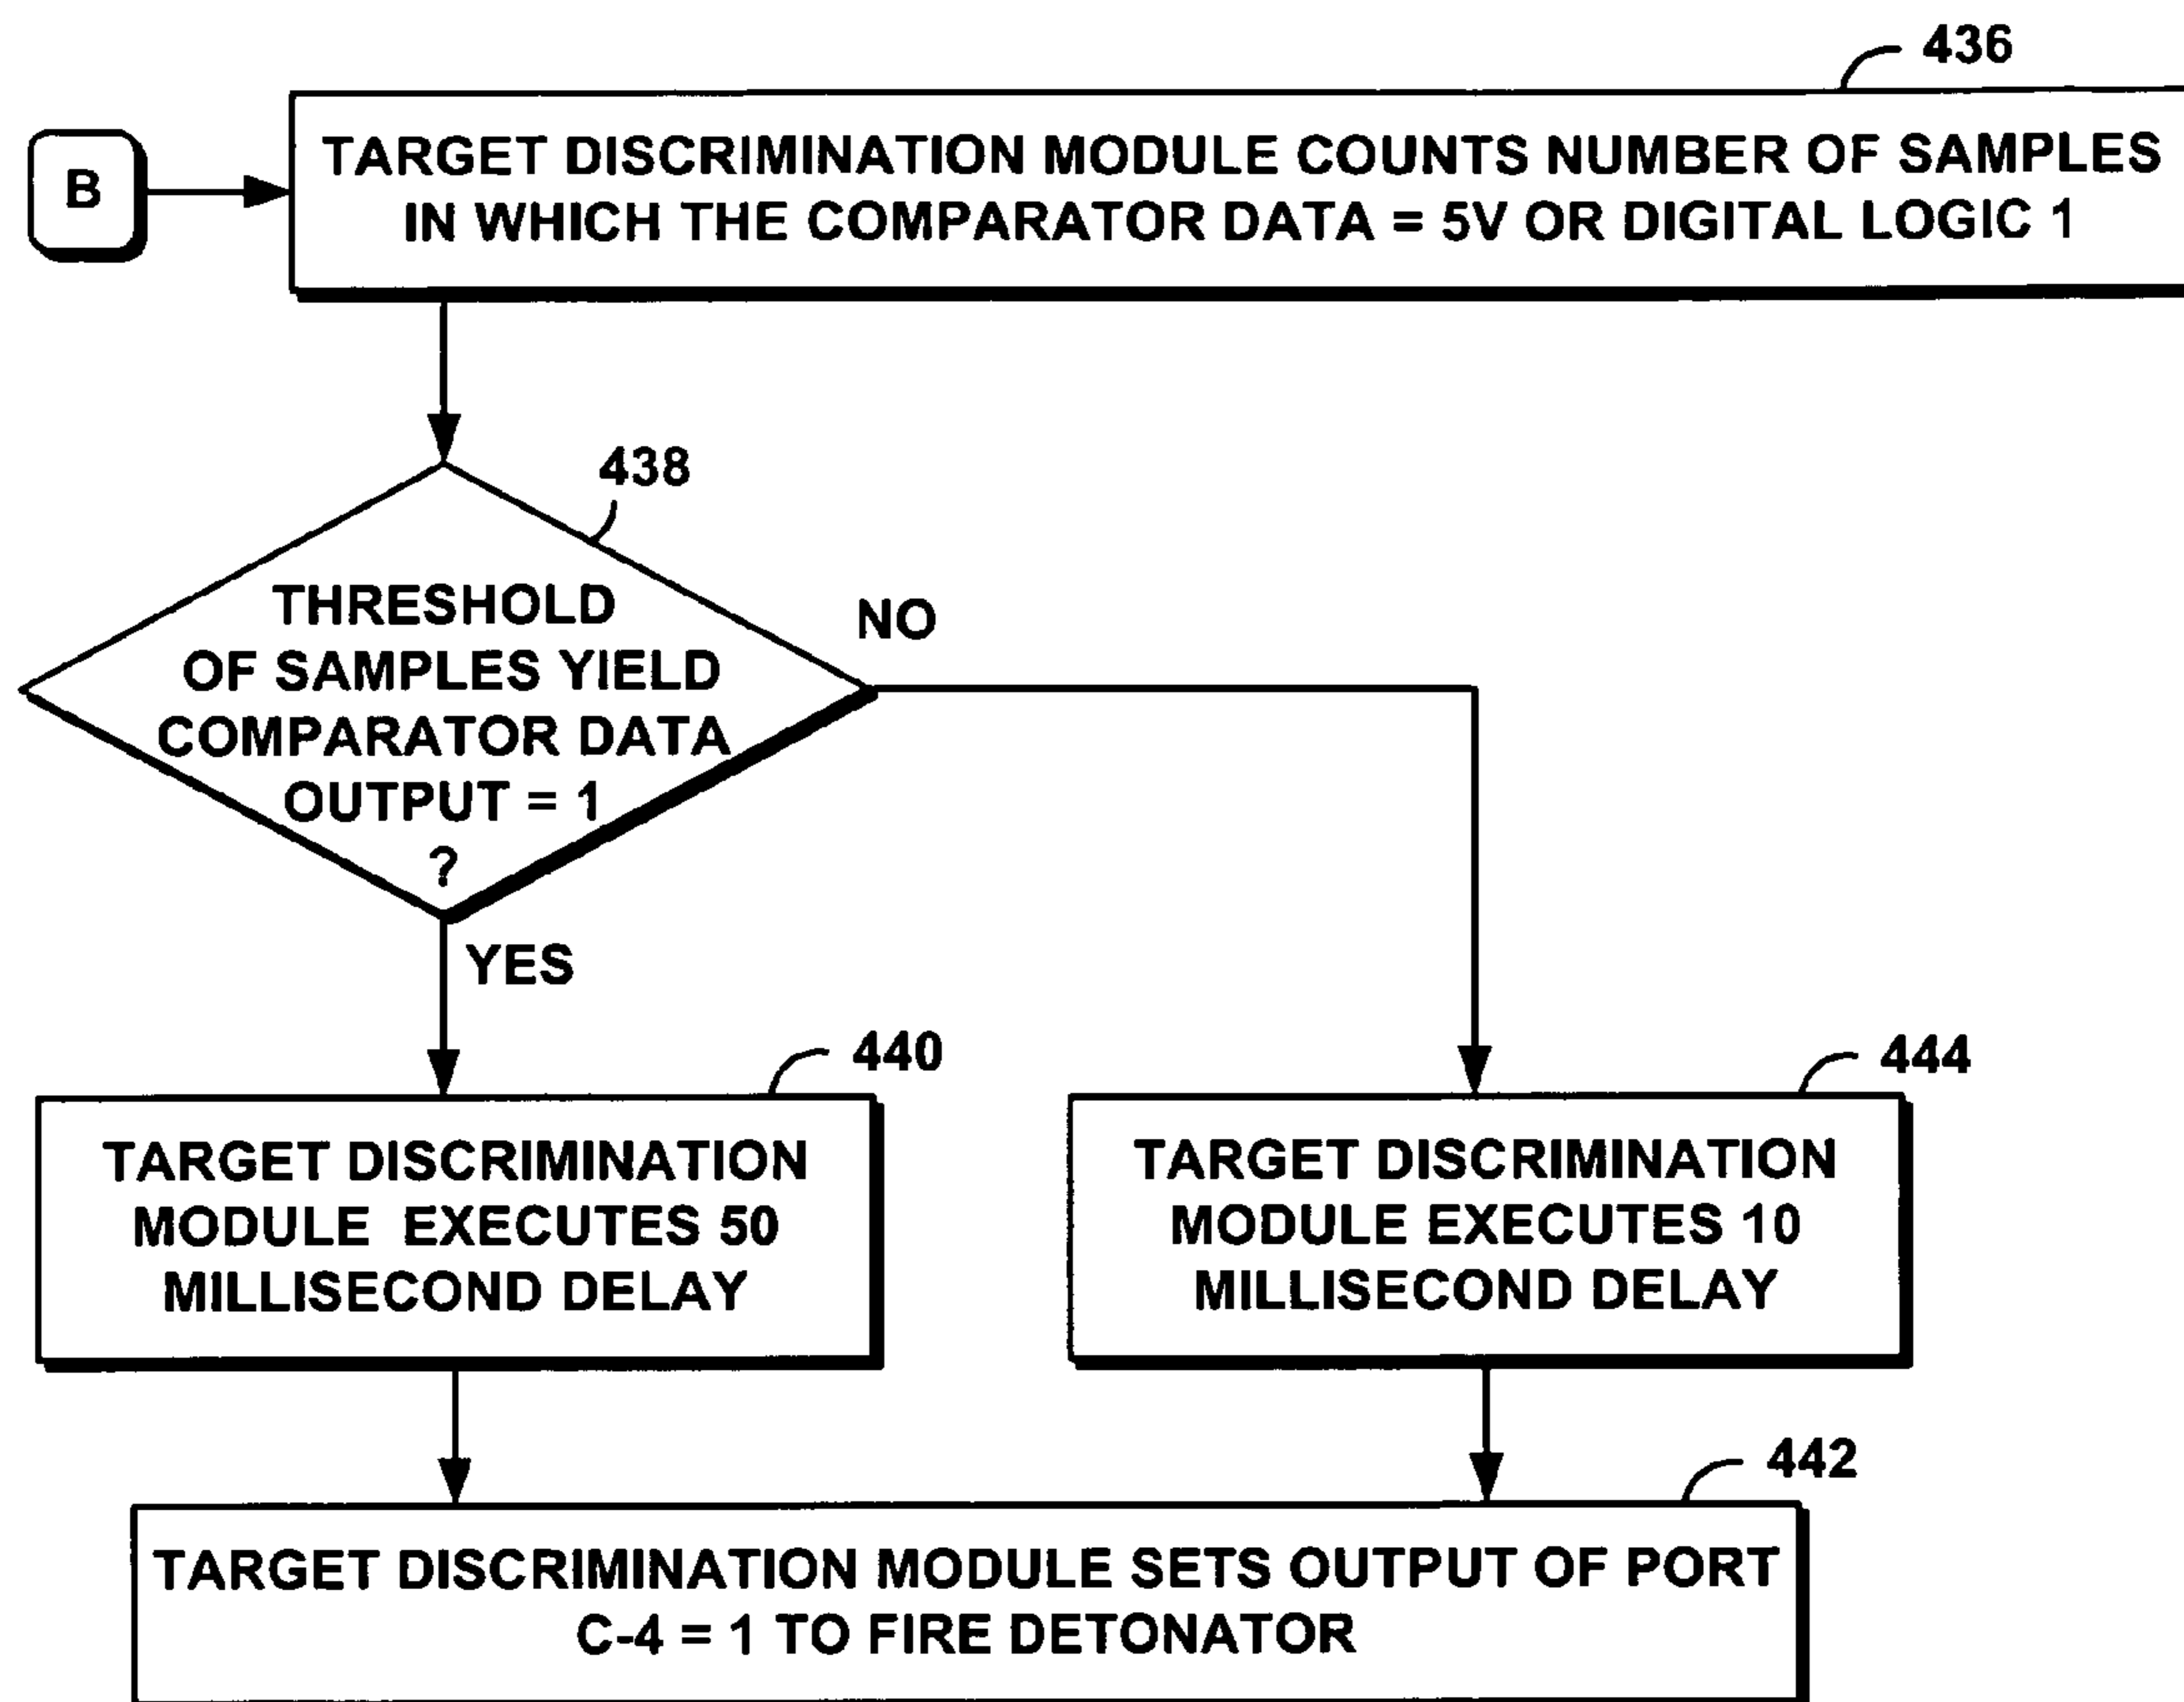 436
B
TARGET DISCRIMINATION MODULE COUNTS NUMBER OF SAMPLES
IN WHICH THE COMPARATOR DATA = 5V OR DIGITAL LOGIC 1
438
THRESHOLD
OF SAMPLES YIELD
COMPARATOR DATA
OUTPUT = 1
?
NO
YES
440
TARGET DISCRIMINATION
MODULE EXECUTES 50
MILLISECOND DELAY
444
TARGET DISCRIMINATION
MODULE EXECUTES 10
MILLISECOND DELAY
442
TARGET DISCRIMINATION MODULE SETS OUTPUT OF PORT
C-4 = 1 TO FIRE DETONATOR